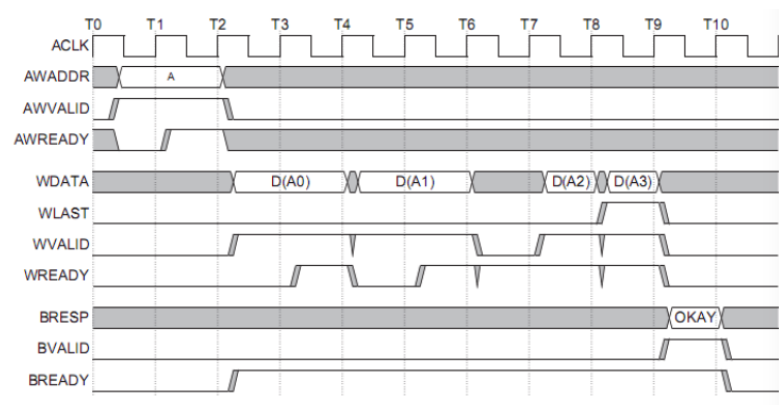 T0 T1 T2 T3 T4 T5 T6 T7 T8 T9 T10
ACLK
AWADDR A
AWVALID
AWREADY
WDATA D(A0) D(A1) D(A2) D(A3)
WLAST
WVALID
WREADY
BRESP OKAY
BVALID
BREADY